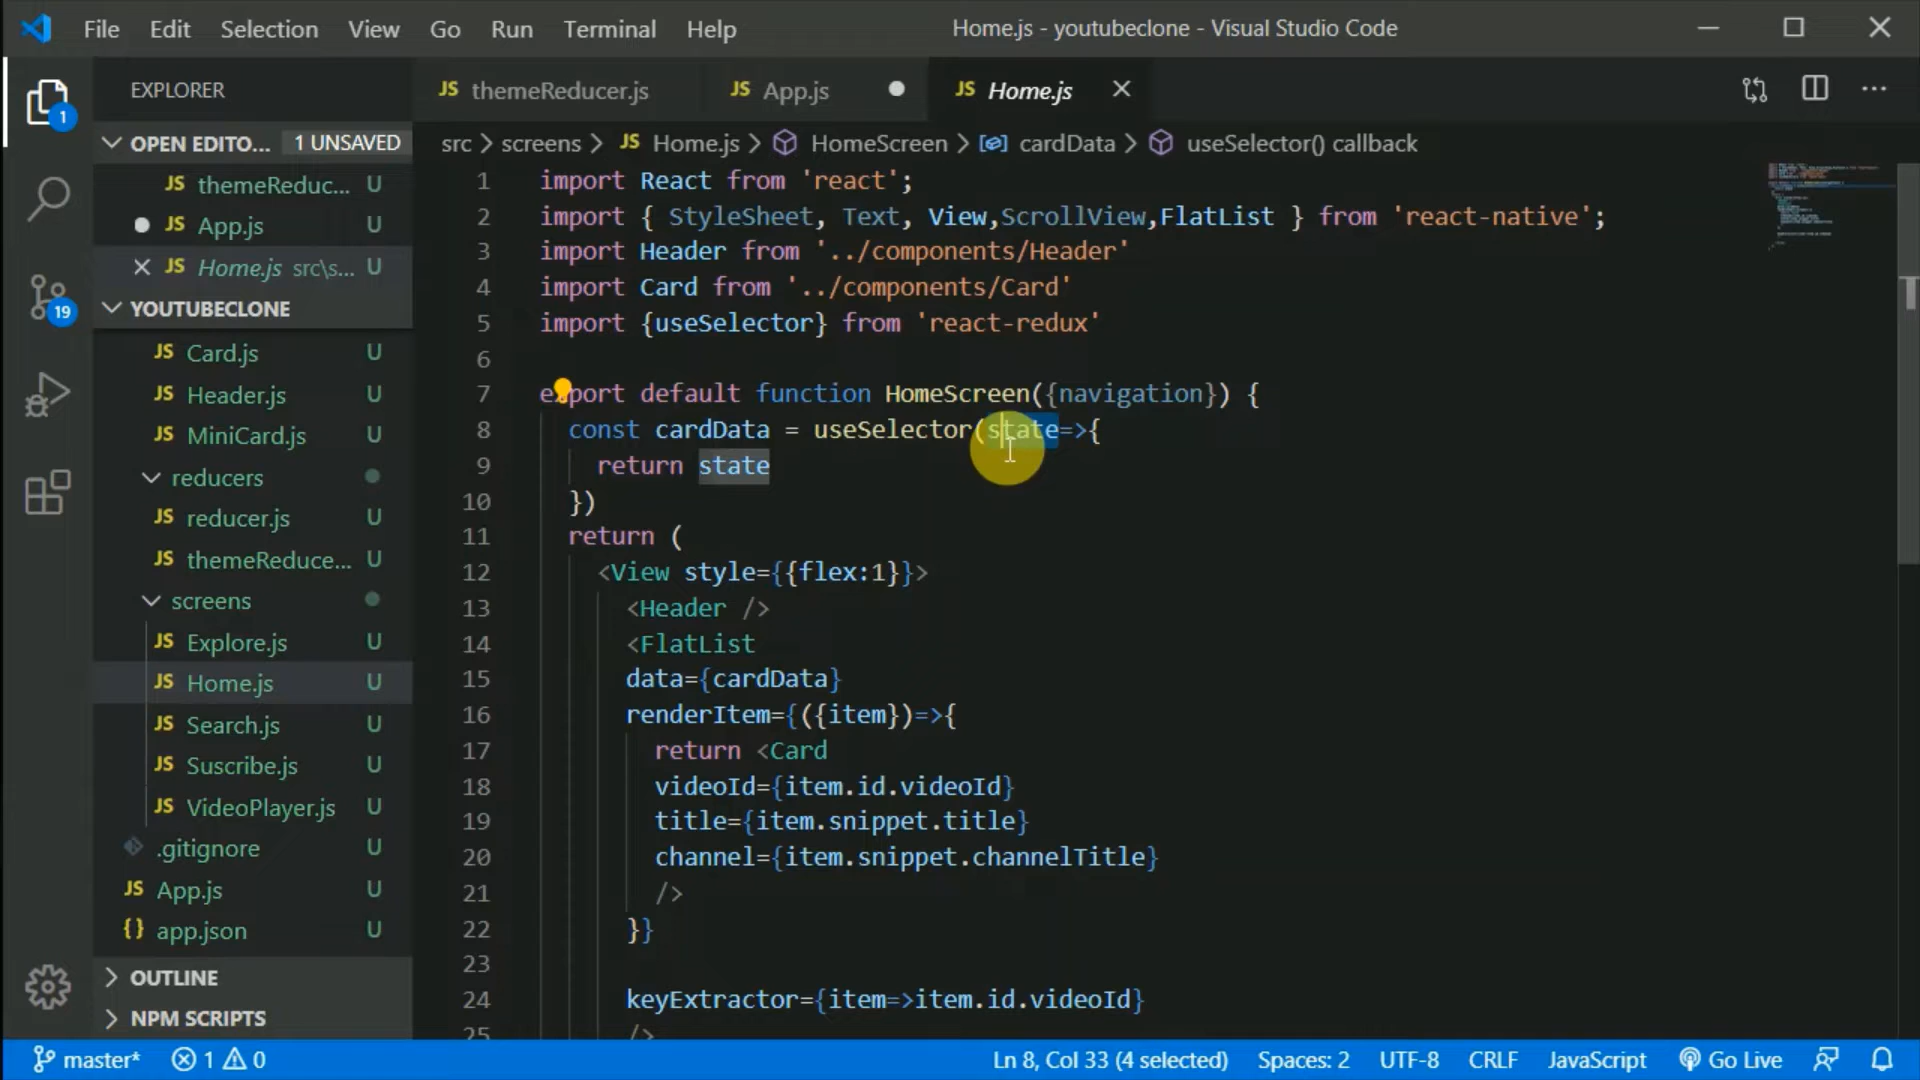 File Edit Selection View Go Run Terminal Help Home.js - youtubeclone - Visual Studio Code
EXPLORER
JS themeReducer.js JS App.js JS Home.js
OPEN EDITO... 1 UNSAVED
JS themeReduc... U
JS App.js U
JS Home.js src\s... U
YOUTUBECLONE
JS Card.js U
JS Header.js U
JS MiniCard.js U
reducers
JS reducer.js U
JS themeReduce... U
screens
JS Explore.js U
JS Home.js U
JS Search.js U
JS Suscribe.js U
JS VideoPlayer.js U
.gitignore U
JS App.js U
{} app.json U
OUTLINE
NPM SCRIPTS
1
19
src > screens > JS Home.js > HomeScreen > cardData > useSelector() callback
1 import React from 'react';
2 import { StyleSheet, Text, View,ScrollView,FlatList } from 'react-native';
3 import Header from '../components/Header'
4 import Card from '../components/Card'
5 import {useSelector} from 'react-redux'
6
7 export default function HomeScreen({navigation}) {
8 const cardData = useSelector(state=>{
9 return state
10 })
11 return (
12 <View style={{flex:1}}>
13 <Header />
14 <FlatList
15 data={cardData}
16 renderItem={({item})=>{
17 return <Card
18 videoId={item.id.videoId}
19 title={item.snippet.title}
20 channel={item.snippet.channelTitle}
21 />
22 }}
23
24 keyExtractor={item=>item.id.videoId}
25 />
master* 1 0 Ln 8, Col 33 (4 selected) Spaces: 2 UTF-8 CRLF JavaScript Go Live